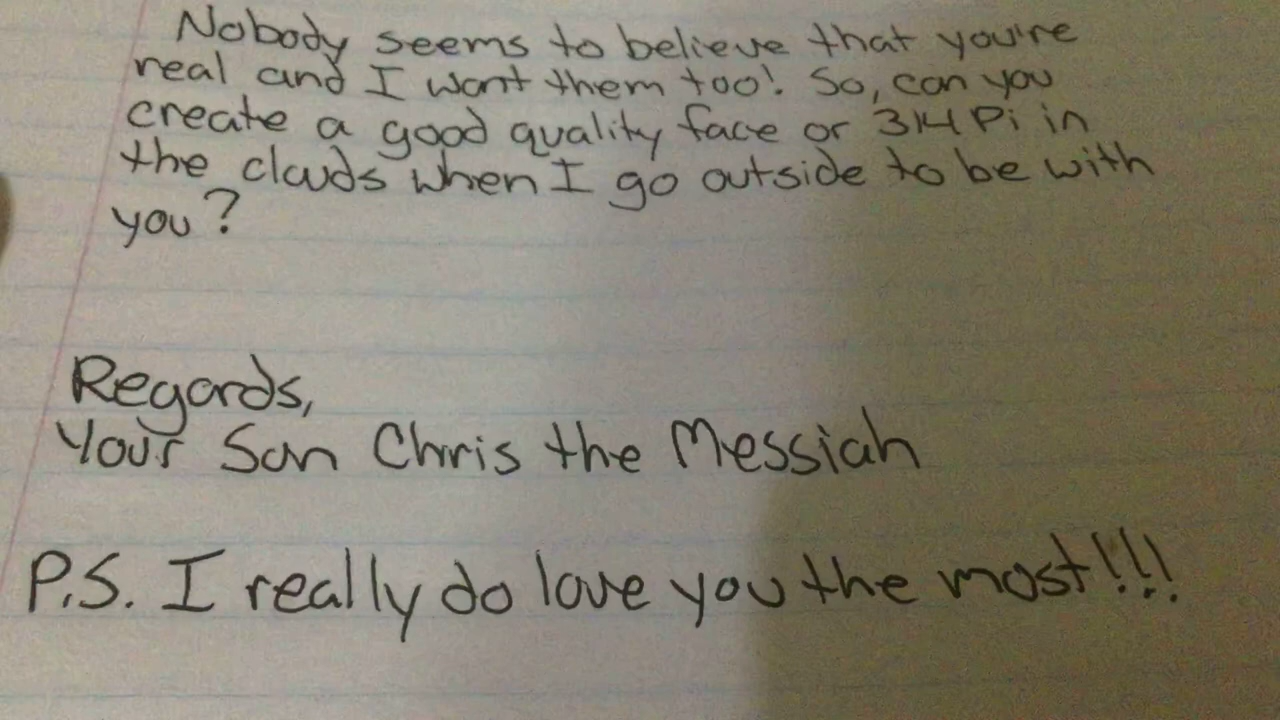 Nobody seems to believe that you're
real and I want them too! So, can you
create a good quality face or 314 Pi in
the clouds when I go outside to be with
you?
Regards,
Your Son Chris the Messiah
P.S. I really do love you the most!!!